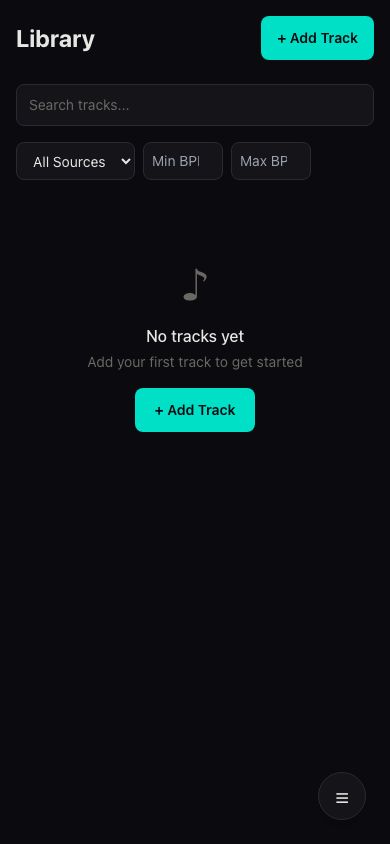 Library
+ Add Track
Search tracks...
All Sources
Min BP
Max BP
No tracks yet
Add your first track to get started
+ Add Track